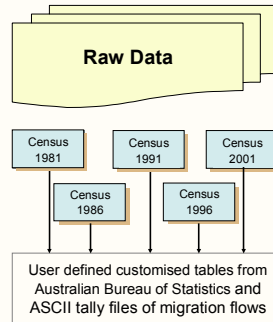 Raw Data
Census
1981
Census
1991
Census
2001
Census
1986
Census
1996
User defined customised tables from
Australian Bureau of Statistics and
ASCII tally files of migration flows